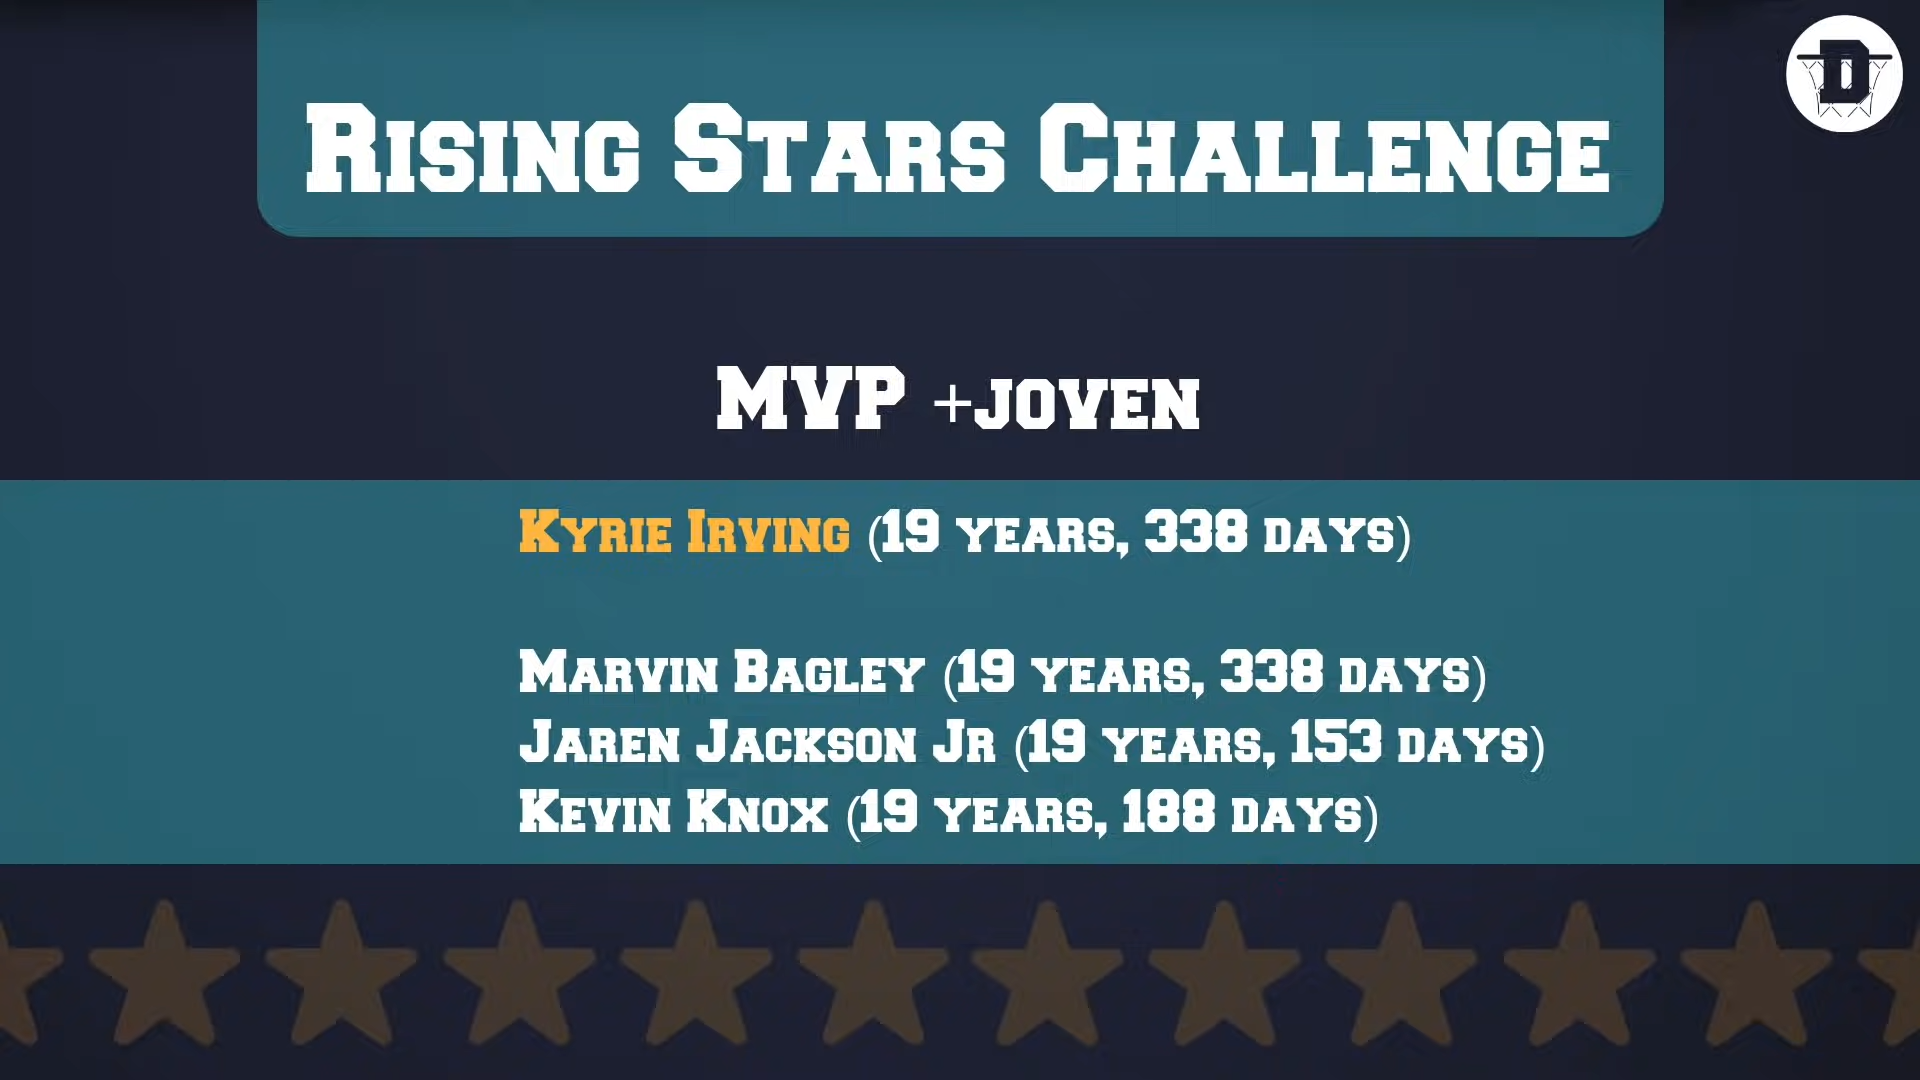 D
Rising Stars Challenge
MVP +joven
Kyrie Irving (19 years, 338 days)
Marvin Bagley (19 years, 338 days)
Jaren Jackson Jr (19 years, 153 days)
Kevin Knox (19 years, 188 days)